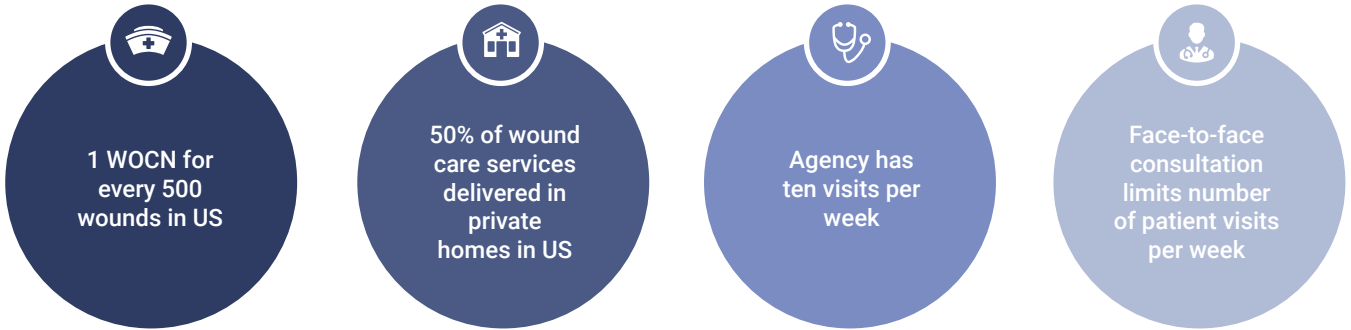 1 WOCN for
every 500
wounds in US
50% of wound
care services
delivered in
private
homes in US
Agency has
ten visits per
week
Face-to-face
consultation
limits number
of patient visits
per week